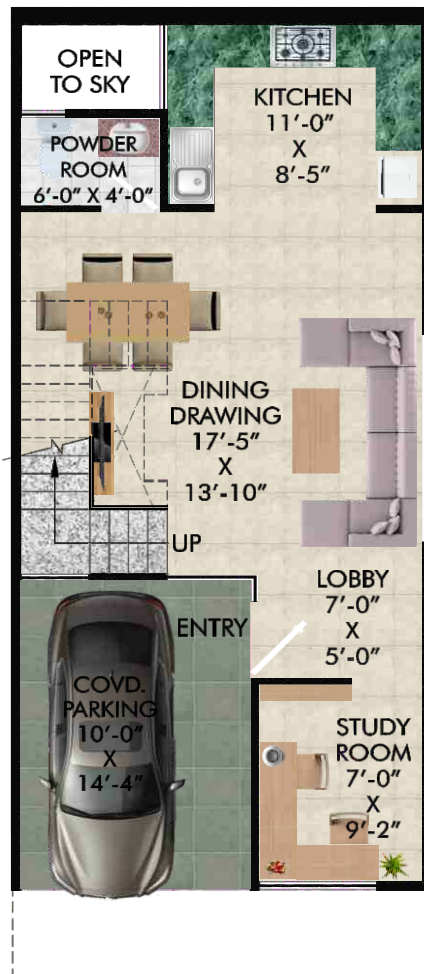 OPEN
TO SKY
KITCHEN
11'-0"
X
8'-5"
POWDER
ROOM
6'-0" X 4'-0"
DINING
DRAWING
17'-5"
X
13'-10"
UP
LOBBY
7'-0"
X
5'-0"
ENTRY
COVD.
PARKING
10'-0"
X
14'-4"
STUDY
ROOM
7'-0"
X
9'-2"